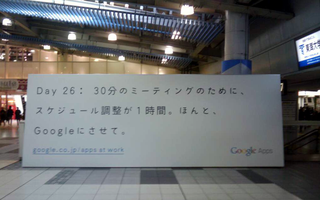 Day 26： 30分のミーティングのために、
スケジュール調整が1時間。ほんと、
Googleにさせて。
google.co.jp/apps at work
Google Apps